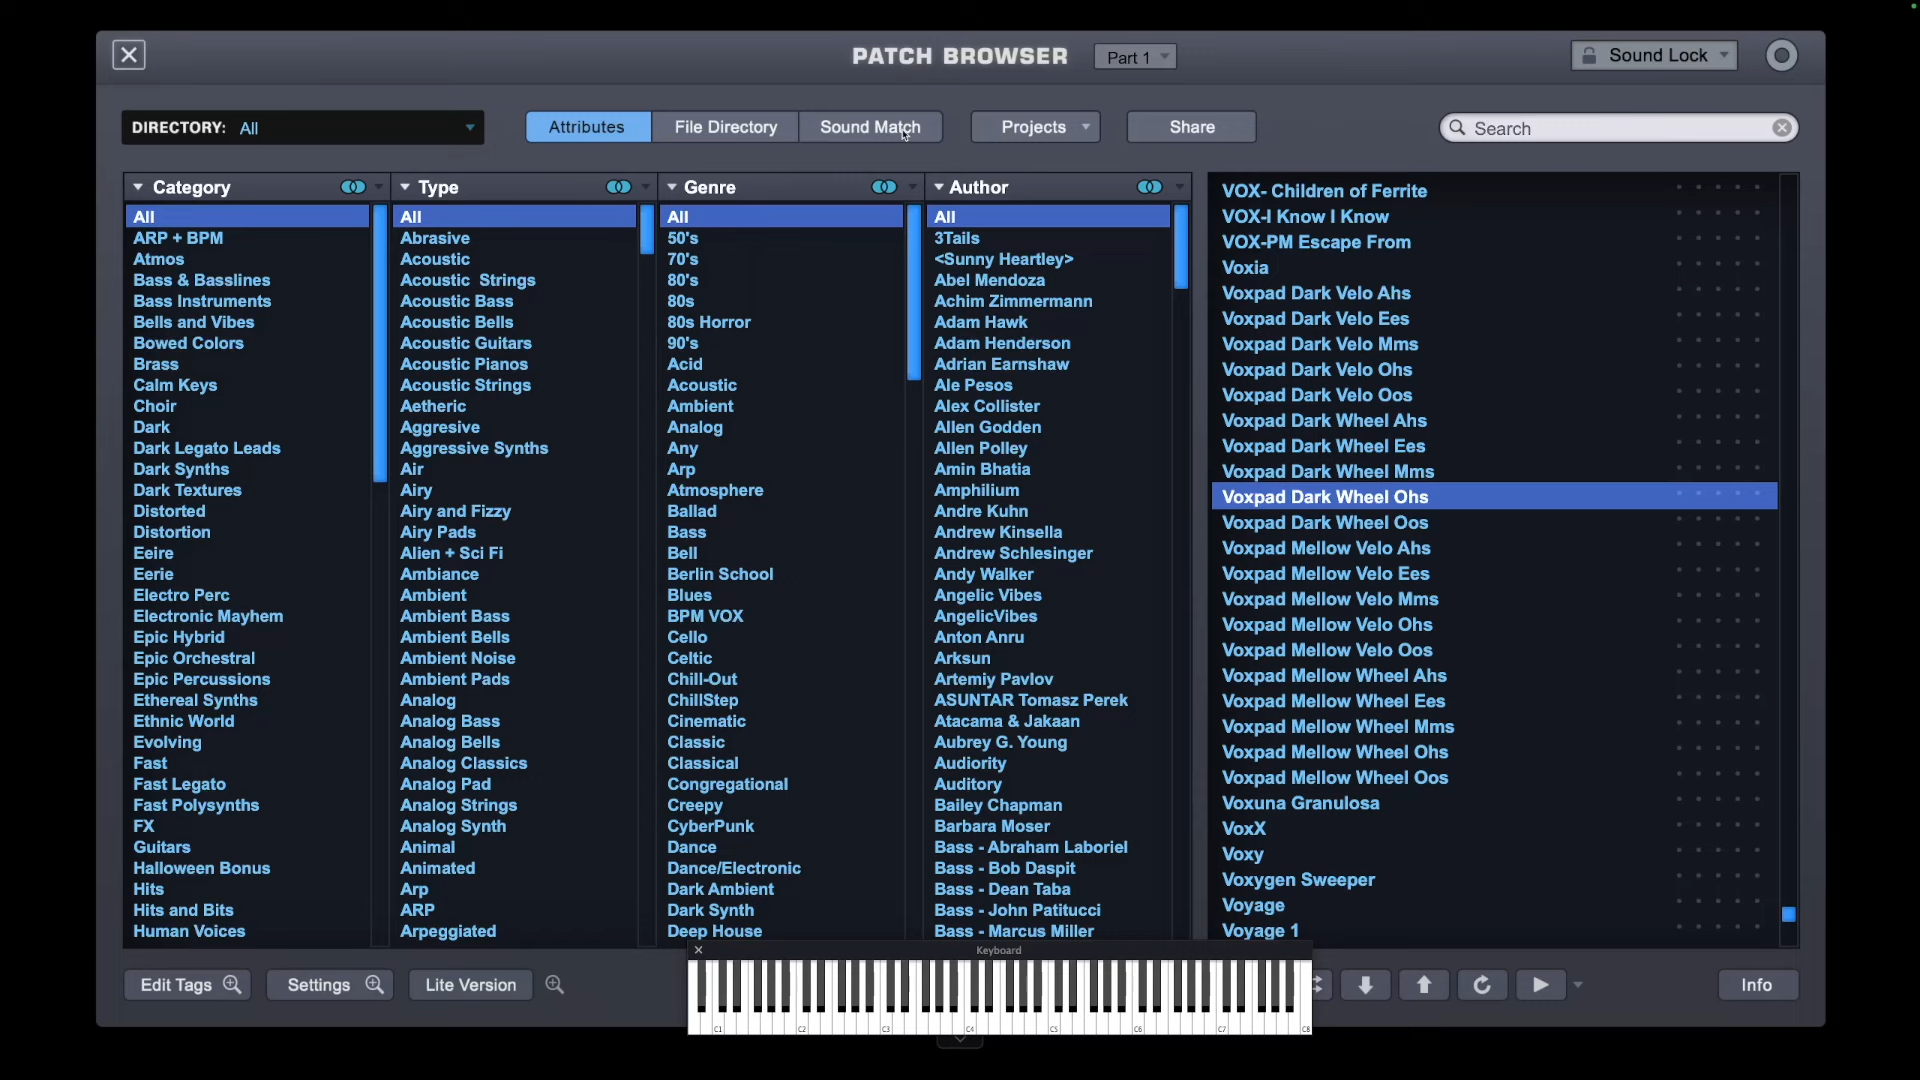 PATCH BROWSER
Part 1
Sound Lock
DIRECTORY: All
Attributes
File Directory
Sound Match
Projects
Share
Search
Category
All
ARP + BPM
Atmos
Bass & Basslines
Bass Instruments
Bells and Vibes
Bowed Colors
Brass
Calm Keys
Choir
Dark
Dark Legato Leads
Dark Synths
Dark Textures
Distorted
Distortion
Eeire
Eerie
Electro Perc
Electronic Mayhem
Epic Hybrid
Epic Orchestral
Epic Percussions
Ethereal Synths
Ethnic World
Evolving
Fast
Fast Legato
Fast Polysynths
FX
Guitars
Halloween Bonus
Hits
Hits and Bits
Human Voices
Type
All
Abrasive
Acoustic
Acoustic  Strings
Acoustic Bass
Acoustic Bells
Acoustic Guitars
Acoustic Pianos
Acoustic Strings
Aetheric
Aggresive
Aggressive Synths
Air
Airy
Airy and Fizzy
Airy Pads
Alien + Sci Fi
Ambiance
Ambient
Ambient Bass
Ambient Bells
Ambient Noise
Ambient Pads
Analog
Analog Bass
Analog Bells
Analog Classics
Analog Pad
Analog Strings
Analog Synth
Animal
Animated
Arp
ARP
Arpeggiated
Genre
All
50's
70's
80's
80s
80s Horror
90's
Acid
Acoustic
Ambient
Analog
Any
Arp
Atmosphere
Ballad
Bass
Bell
Berlin School
Blues
BPM VOX
Cello
Celtic
Chill-Out
ChillStep
Cinematic
Classic
Classical
Congregational
Creepy
CyberPunk
Dance
Dance/Electronic
Dark Ambient
Dark Synth
Deep House
Author
All
3Tails
<Sunny Heartley>
Abel Mendoza
Achim Zimmermann
Adam Hawk
Adam Henderson
Adrian Earnshaw
Ale Pesos
Alex Collister
Allen Godden
Allen Polley
Amin Bhatia
Amphilium
Andre Kuhn
Andrew Kinsella
Andrew Schlesinger
Andy Walker
Angelic Vibes
AngelicVibes
Anton Anru
Arksun
Artemiy Pavlov
ASUNTAR Tomasz Perek
Atacama & Jakaan
Aubrey G. Young
Audiority
Auditory
Bailey Chapman
Barbara Moser
Bass - Abraham Laboriel
Bass - Bob Daspit
Bass - Dean Taba
Bass - John Patitucci
Bass - Marcus Miller
VOX- Children of Ferrite
VOX-I Know I Know
VOX-PM Escape From
Voxia
Voxpad Dark Velo Ahs
Voxpad Dark Velo Ees
Voxpad Dark Velo Mms
Voxpad Dark Velo Ohs
Voxpad Dark Velo Oos
Voxpad Dark Wheel Ahs
Voxpad Dark Wheel Ees
Voxpad Dark Wheel Mms
Voxpad Dark Wheel Ohs
Voxpad Dark Wheel Oos
Voxpad Mellow Velo Ahs
Voxpad Mellow Velo Ees
Voxpad Mellow Velo Mms
Voxpad Mellow Velo Ohs
Voxpad Mellow Velo Oos
Voxpad Mellow Wheel Ahs
Voxpad Mellow Wheel Ees
Voxpad Mellow Wheel Mms
Voxpad Mellow Wheel Ohs
Voxpad Mellow Wheel Oos
Voxuna Granulosa
VoxX
Voxy
Voxygen Sweeper
Voyage
Voyage 1
Edit Tags
Settings
Lite Version
Keyboard
C1 C2 C3 C4 C5 C6 C7 C8
Info